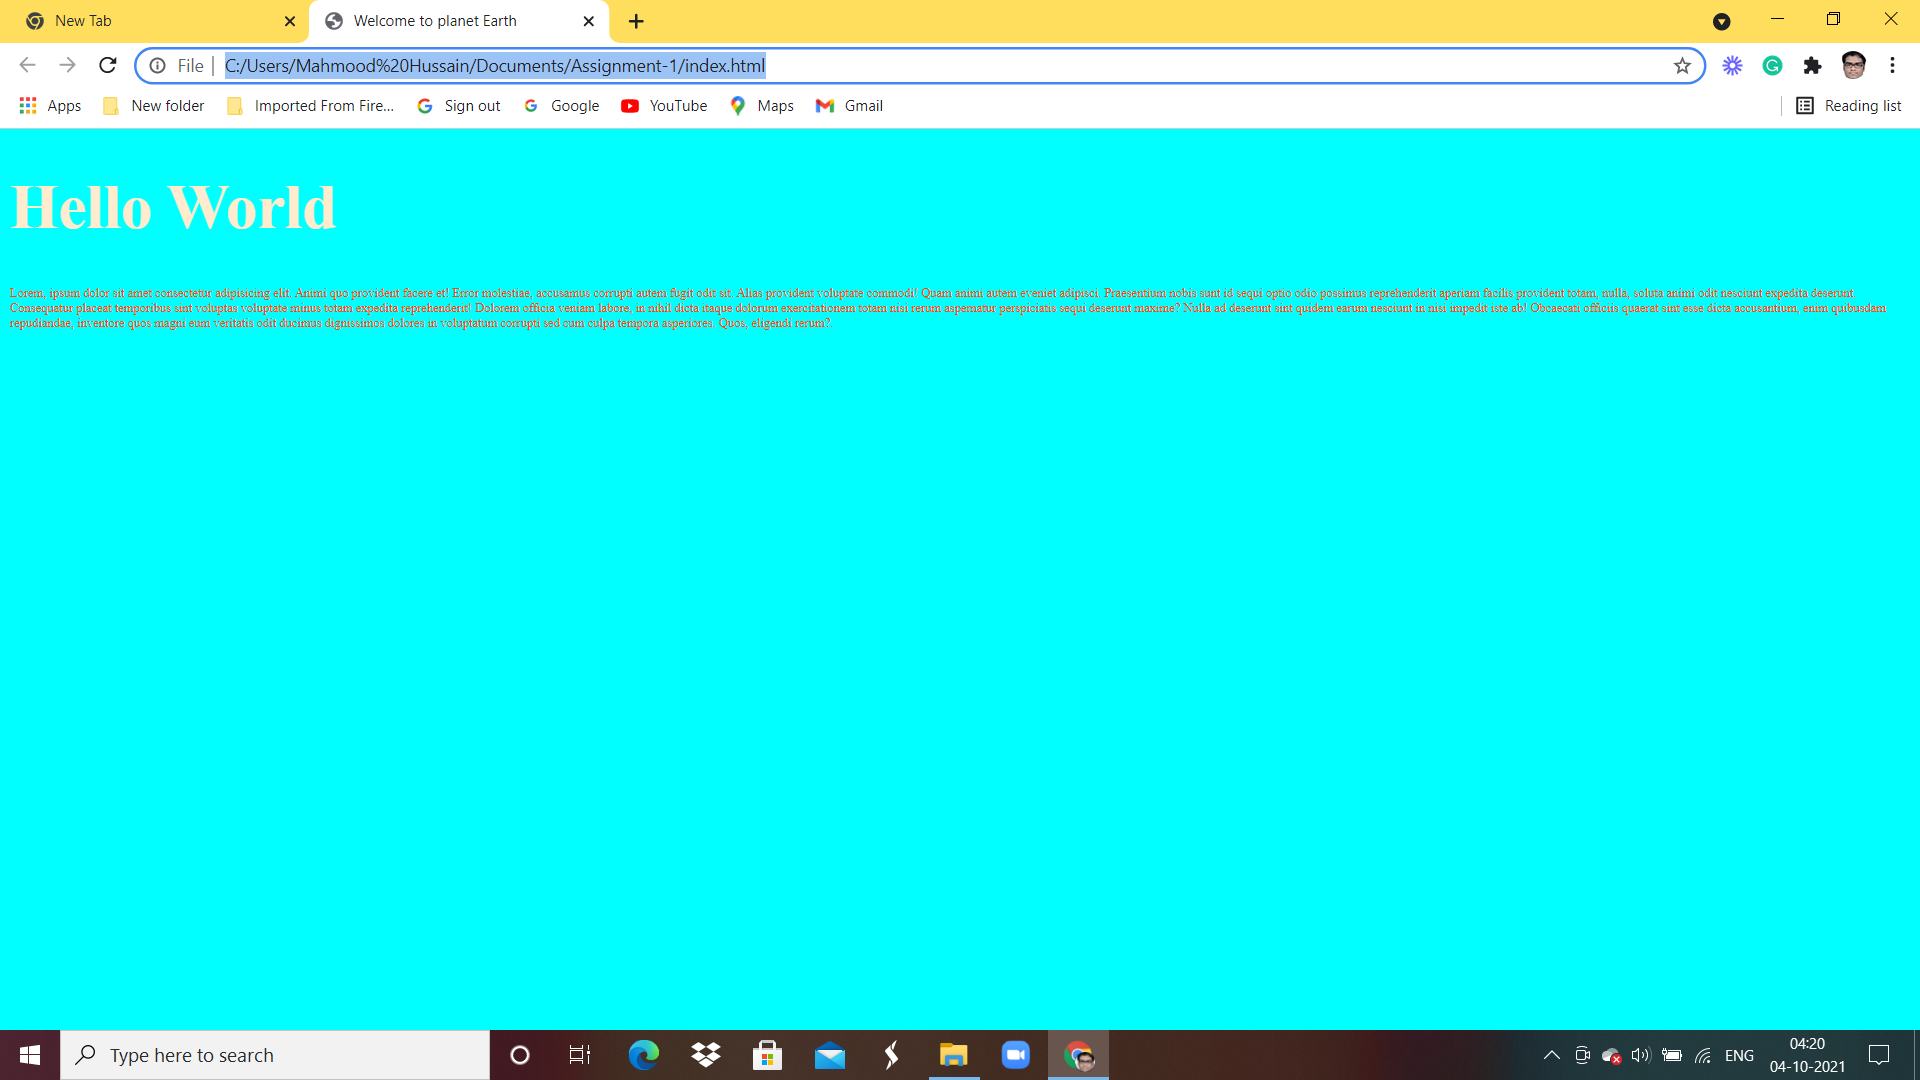 New Tab
Welcome to planet Earth
File
C:/Users/Mahmood%20Hussain/Documents/Assignment-1/index.html
Apps
New folder
Imported From Fire...
Sign out
Google
YouTube
Maps
Gmail
Reading list
Hello World
Lorem, ipsum dolor sit amet consectetur adipisicing elit. Animi quo provident facere et! Error molestiae, accusamus corrupti autem fugit odit sit. Alias provident voluptate commodi! Quam animi autem eveniet adipisci. Praesentium nobis sunt id sequi optio odio possimus reprehenderit aperiam facilis provident totam, nulla, soluta animi odit nesciunt expedita deserunt.
Consequatur placeat temporibus sint voluptas voluptate minus totam expedita reprehenderit! Dolorem officia veniam labore, in nihil dicta itaque dolorum exercitationem totam nisi rerum aspernatur perspiciatis sequi deserunt maxime? Nulla ad deserunt sint quidem earum nesciunt in nisi impedit iste ab! Obcaecati officiis quaerat sint esse dicta accusantium, enim quibusdam
repudiandae, inventore quos magni eum veritatis odit ducimus dignissimos dolores in voluptatum corrupti sed cum culpa tempora asperiores. Quos, eligendi rerum?.
Type here to search
ENG
04:20
04-10-2021